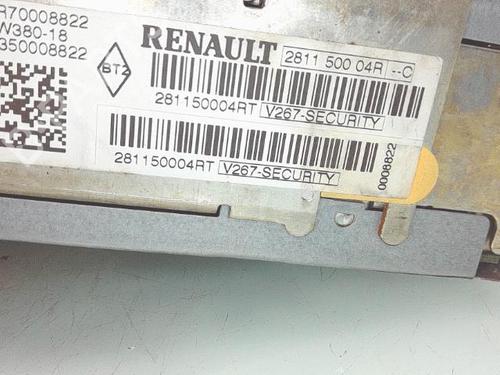 R70008822
W380-18
350008822
BT2
RENAULT
2811 500 04R --C
281150004RT V267-SECURITY
281150004RT V267-SECURITY
0008822